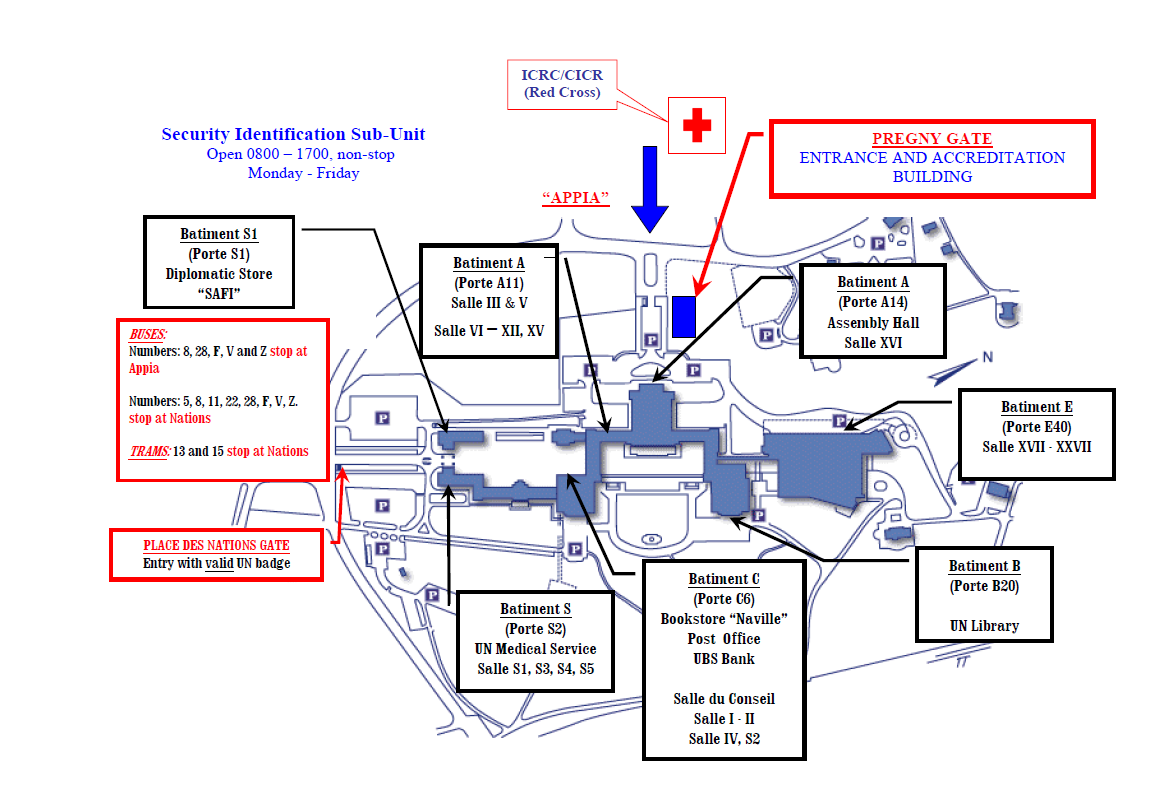 ICRC/CICR
(Red Cross)
Security Identification Sub-Unit
Open 0800 – 1700, non-stop
Monday - Friday
PREGNY GATE
ENTRANCE AND ACCREDITATION
BUILDING
“APPIA”
Batiment S1
(Porte S1)
Diplomatic Store
“SAFI”
Batiment A
(Porte A11)
Salle III & V
Salle VI – XII, XV
Batiment A
(Porte A14)
Assembly Hall
Salle XVI
BUSES:
Numbers: 8, 28, F, V and Z stop at
Appia
Numbers: 5, 8, 11, 22, 28, F, V, Z.
stop at Nations
TRAMS: 13 and 15 stop at Nations
N
Batiment E
(Porte E40)
Salle XVII - XXVII
PLACE DES NATIONS GATE
Entry with valid UN badge
Batiment S
(Porte S2)
UN Medical Service
Salle S1, S3, S4, S5
Batiment C
(Porte C6)
Bookstore “Naville”
Post Office
UBS Bank
Salle du Conseil
Salle I - II
Salle IV, S2
Batiment B
(Porte B20)
UN Library
P
P
P
P
P
P
P
P
P
P
P
P
P